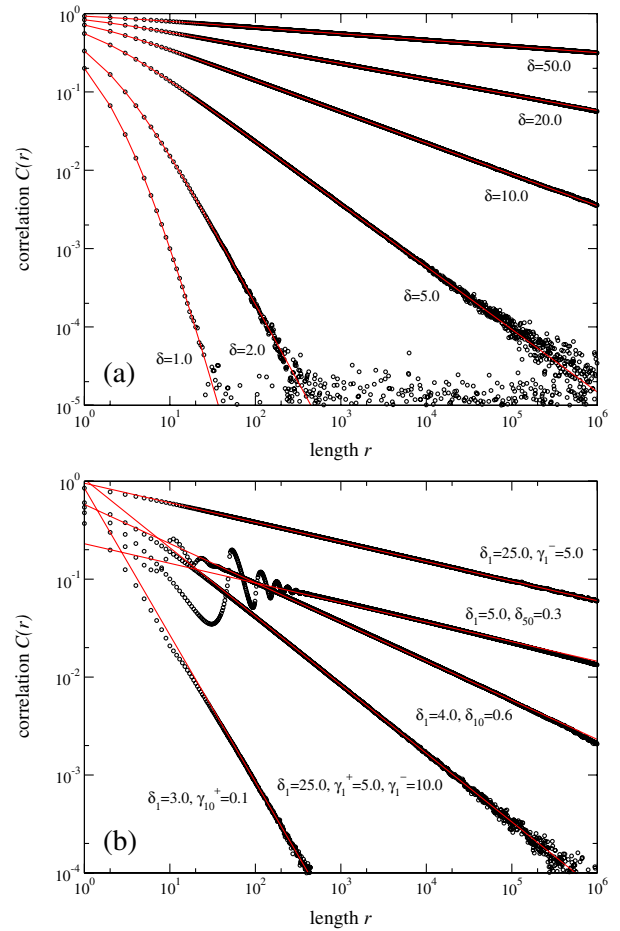 10^0
10^-1
10^-2
10^-3
10^-4
10^-5
correlation C(r)
δ=50.0
δ=20.0
δ=10.0
δ=5.0
δ=2.0
δ=1.0
(a)
10^0 10^1 10^2 10^3 10^4 10^5 10^6
length r
10^0
10^-1
10^-2
10^-3
10^-4
correlation C(r)
δ₁=25.0, γ₁⁻=5.0
δ₁=5.0, δ₅₀=0.3
δ₁=4.0, δ₁₀=0.6
δ₁=25.0, γ₁⁺=5.0, γ₁⁻=10.0
δ₁=3.0, γ₁₀⁺=0.1
(b)
10^0 10^1 10^2 10^3 10^4 10^5 10^6
length r